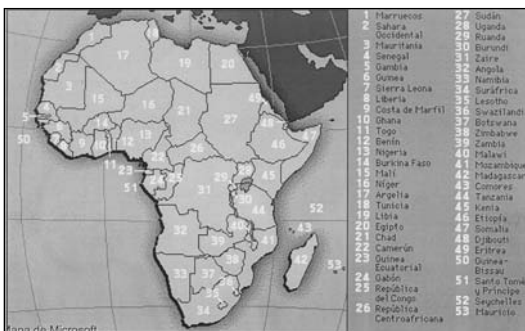 1 Marruecos
2 Sahara
Occidental
3 Mauritania
4 Senegal
5 Gambia
6 Guinea
7 Sierra Leona
8 Liberia
9 Costa de Marfil
10 Ghana
11 Togo
12 Benín
13 Nigeria
14 Burkina Faso
15 Malí
16 Níger
17 Argelia
18 Tunicia
19 Libia
20 Egipto
21 Chad
22 Camerún
23 Guinea
Ecuatorial
24 Gabón
25 República
del Congo
26 República
Centroafricana
27 Sudán
28 Uganda
29 Ruanda
30 Burundi
31 Zaire
32 Angola
33 Namibia
34 Suráfrica
35 Lesotho
36 Swazilandi
37 Botswana
38 Zimbabwe
39 Zambia
40 Malawi
41 Mozambique
42 Madagascar
43 Comores
44 Tanzania
45 Kenia
46 Etiopía
47 Somalia
48 Djibouti
49 Eritrea
50 Guinea-
Bissau
51 Santo Tomé
y Príncipe
52 Seychelles
53 Mauricio
Mapa de Microsoft